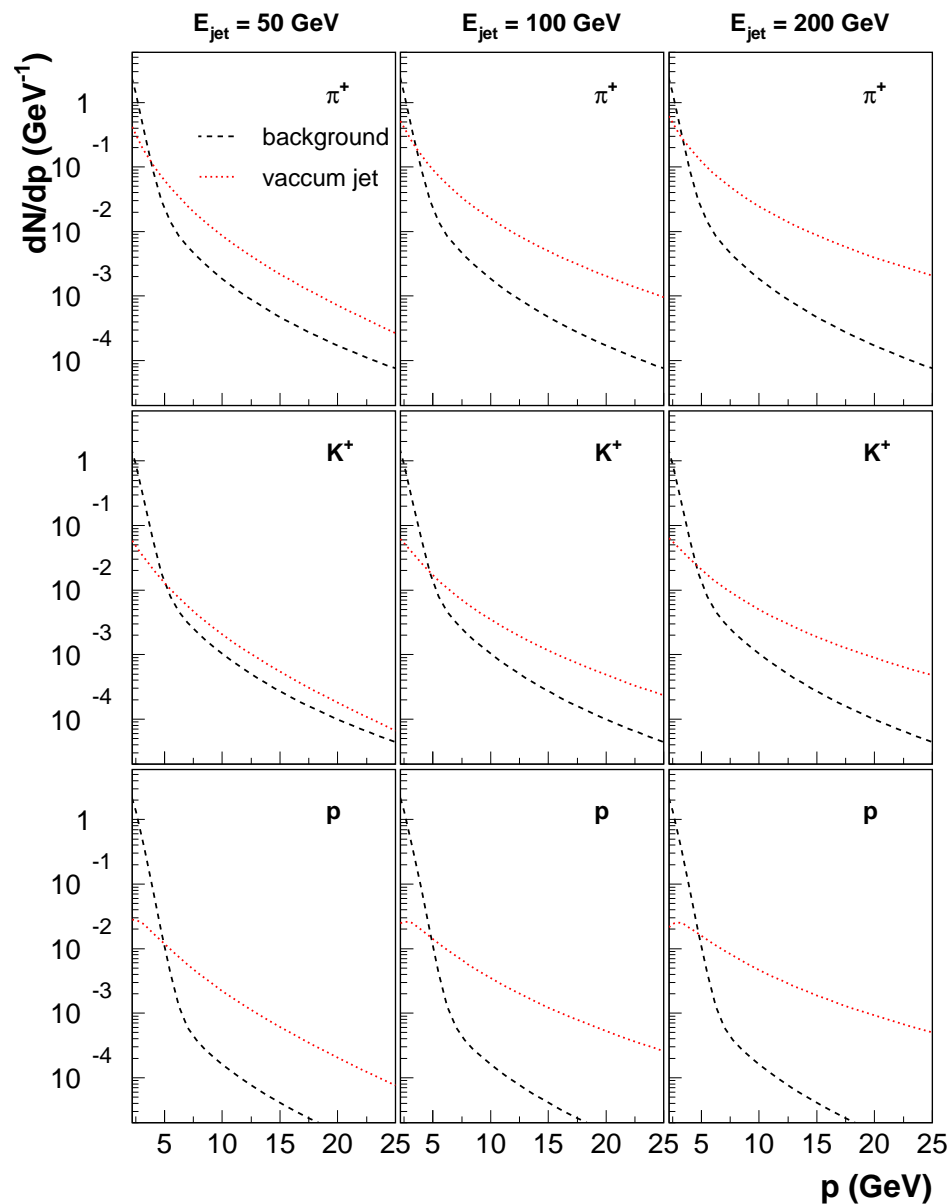 E_jet = 50 GeV E_jet = 100 GeV E_jet = 200 GeV
dN/dp (GeV^-1)
π^+ π^+ π^+
background
vaccum jet
1
10^-1
10^-2
10^-3
10^-4
K^+ K^+ K^+
1
10^-1
10^-2
10^-3
10^-4
p p p
1
10^-1
10^-2
10^-3
10^-4
5 10 15 20 25 5 10 15 20 25 5 10 15 20 25
p (GeV)